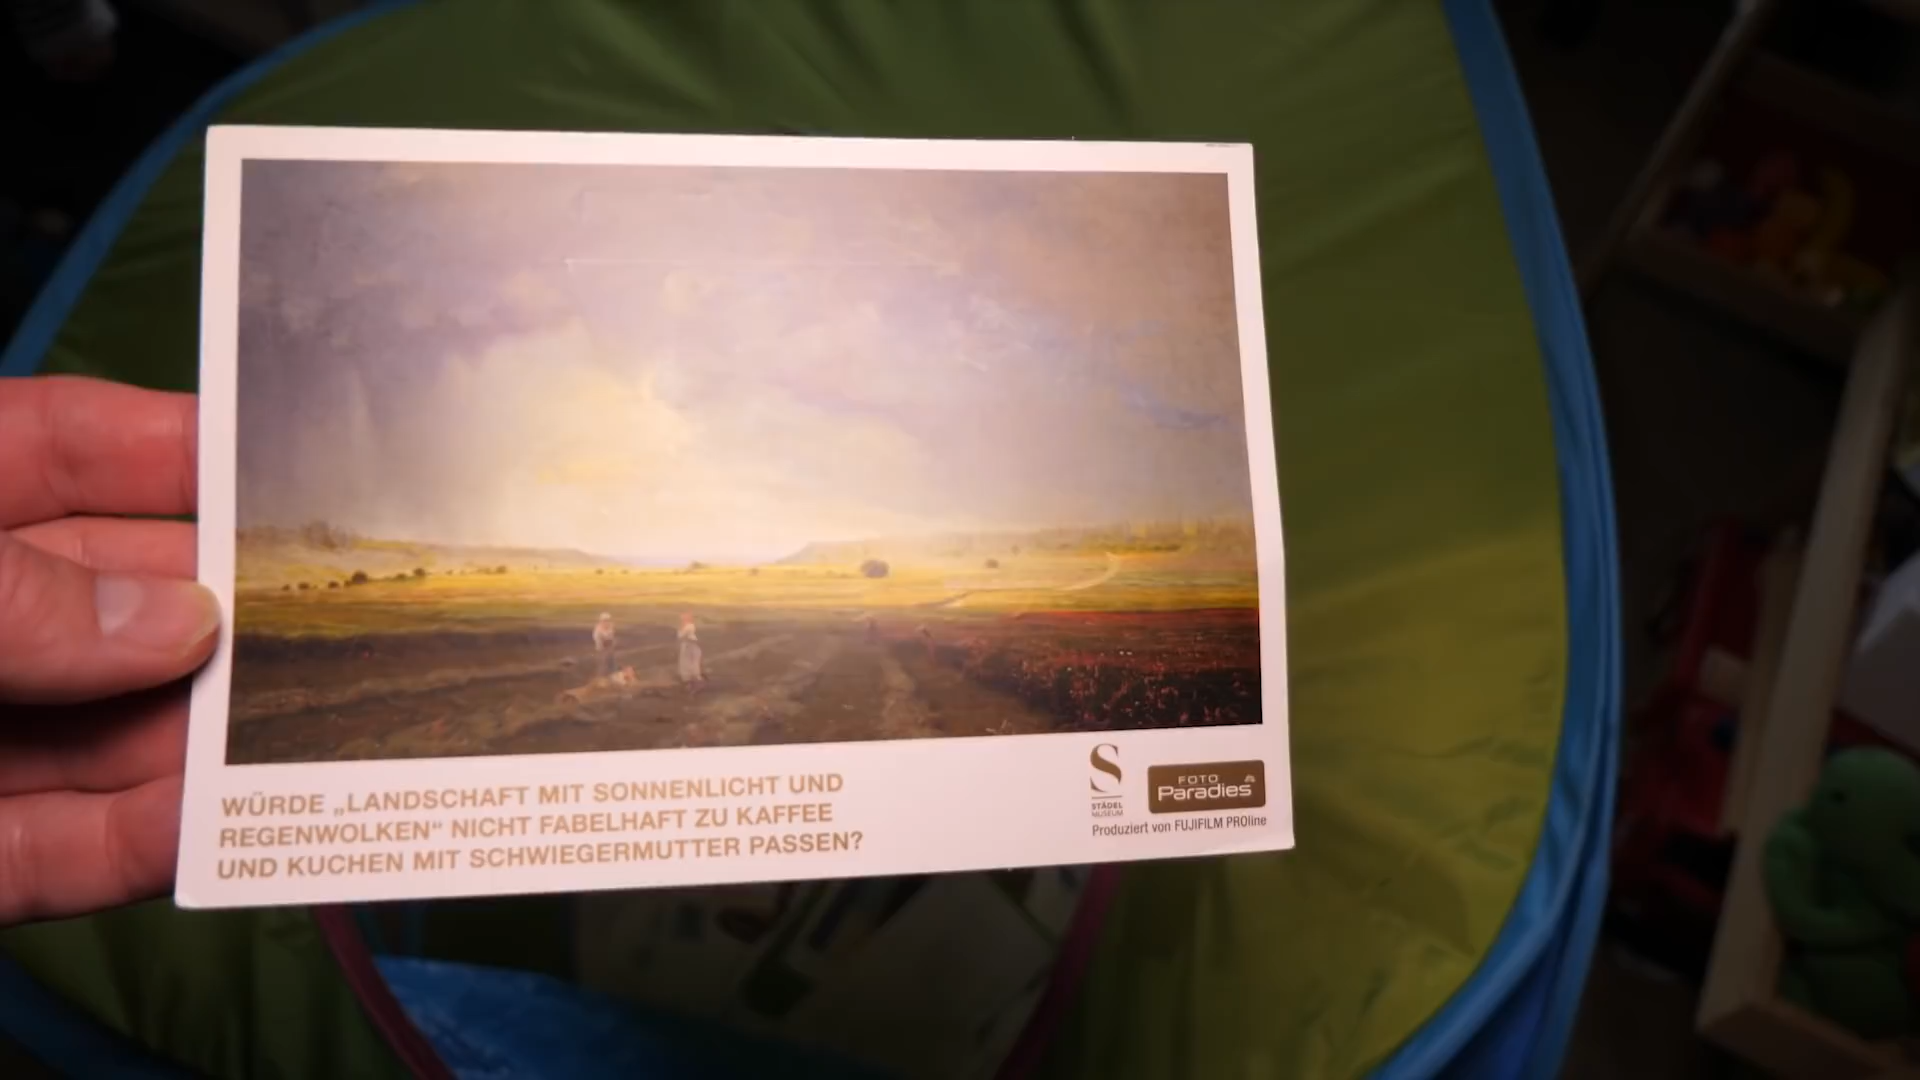 WÜRDE „LANDSCHAFT MIT SONNENLICHT UND
REGENWOLKEN“ NICHT FABELHAFT ZU KAFFEE
UND KUCHEN MIT SCHWIEGERMUTTER PASSEN?
S
STÄDEL
MUSEUM
FOTO
Paradies
Produziert von FUJIFILM PROline